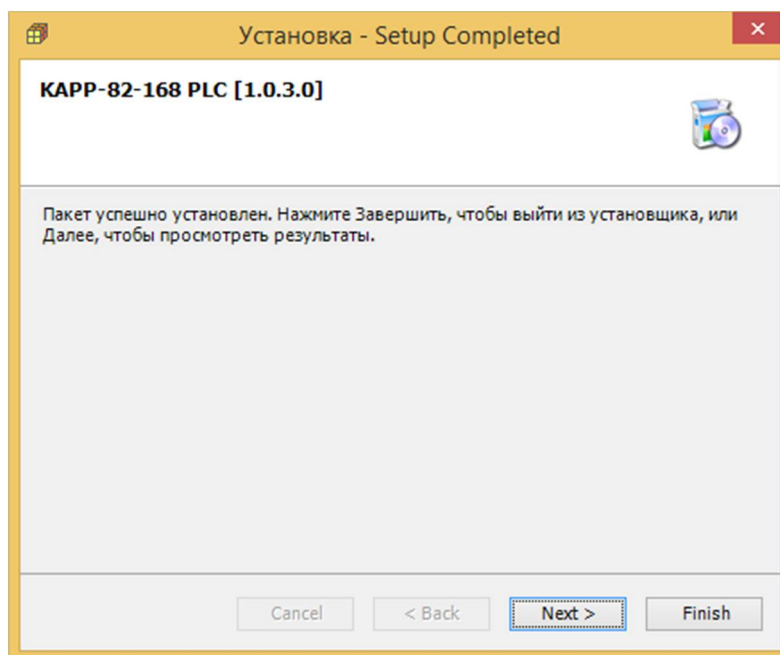 Установка - Setup Completed
КАРР-82-168 PLC [1.0.3.0]
Пакет успешно установлен. Нажмите Завершить, чтобы выйти из установщика, или
Далее, чтобы просмотреть результаты.
Cancel
< Back
Next >
Finish